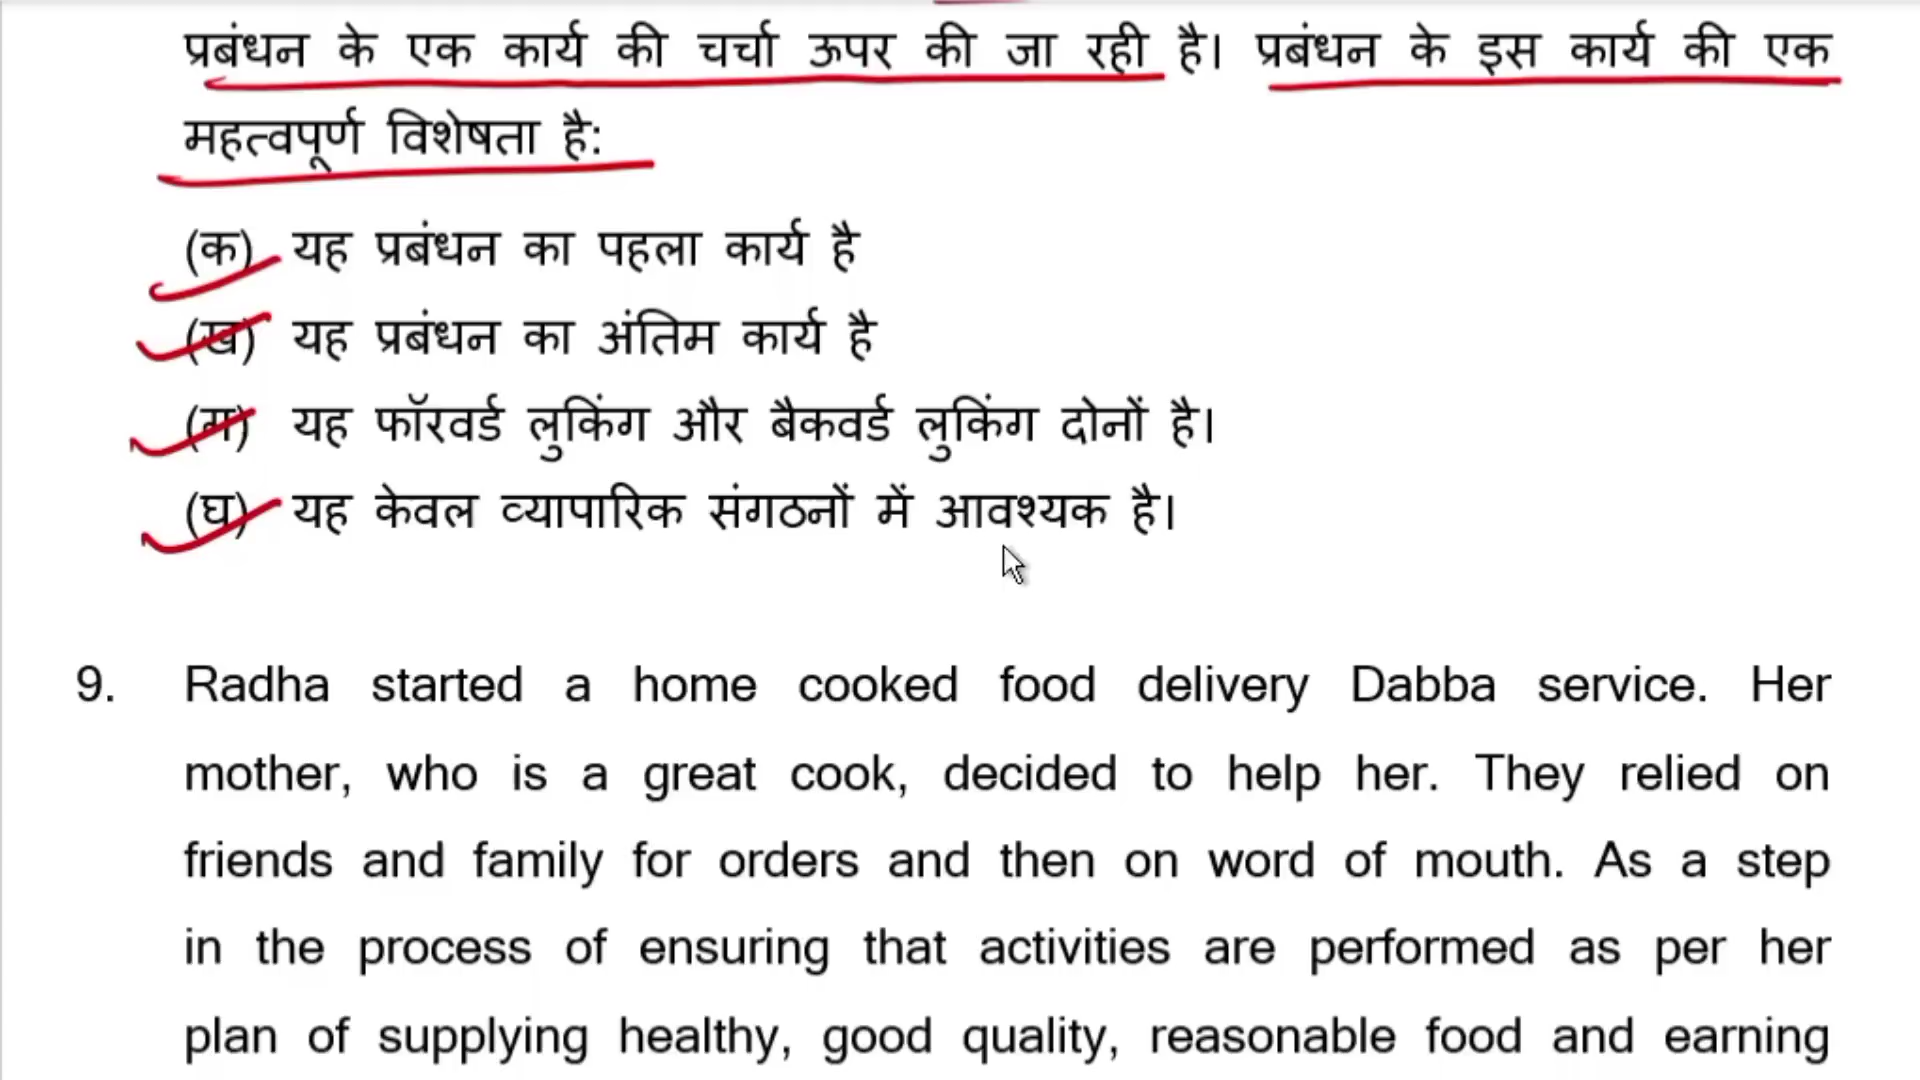 प्रबंधन के एक कार्य की चर्चा ऊपर की जा रही है। प्रबंधन के इस कार्य की एक
महत्वपूर्ण विशेषता है:
(क) यह प्रबंधन का पहला कार्य है
(ख) यह प्रबंधन का अंतिम कार्य है
(ग) यह फॉरवर्ड लुकिंग और बैकवर्ड लुकिंग दोनों है।
(घ) यह केवल व्यापारिक संगठनों में आवश्यक है।
9. Radha started a home cooked food delivery Dabba service. Her
mother, who is a great cook, decided to help her. They relied on
friends and family for orders and then on word of mouth. As a step
in the process of ensuring that activities are performed as per her
plan of supplying healthy, good quality, reasonable food and earning